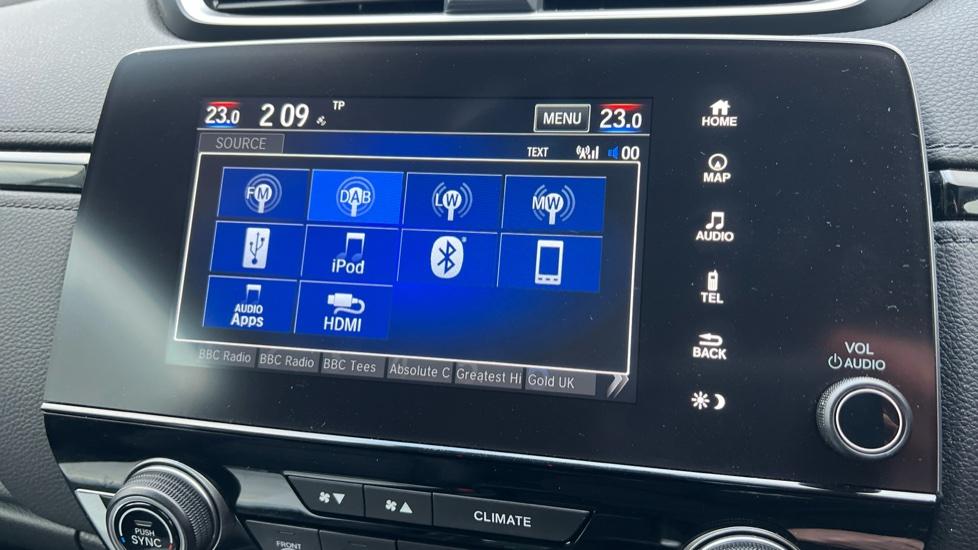 23.0 2 09 TP MENU 23.0
SOURCE
TEXT 00
FM DAB LW MW
iPod
AUDIO Apps HDMI
BBC Radio BBC Radio BBC Tees Absolute C Greatest Hi Gold UK
HOME
MAP
AUDIO
TEL
BACK
VOL
AUDIO
CLIMATE
PUSH
SYNC
FRONT